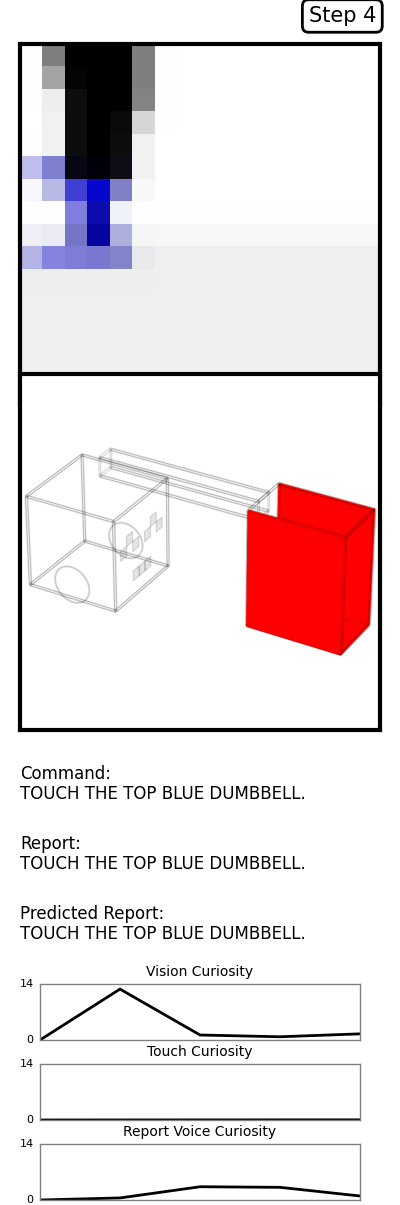 Step 4
Command:
TOUCH THE TOP BLUE DUMBBELL.
Report:
TOUCH THE TOP BLUE DUMBBELL.
Predicted Report:
TOUCH THE TOP BLUE DUMBBELL.
Vision Curiosity
14
0
Touch Curiosity
14
0
Report Voice Curiosity
14
0